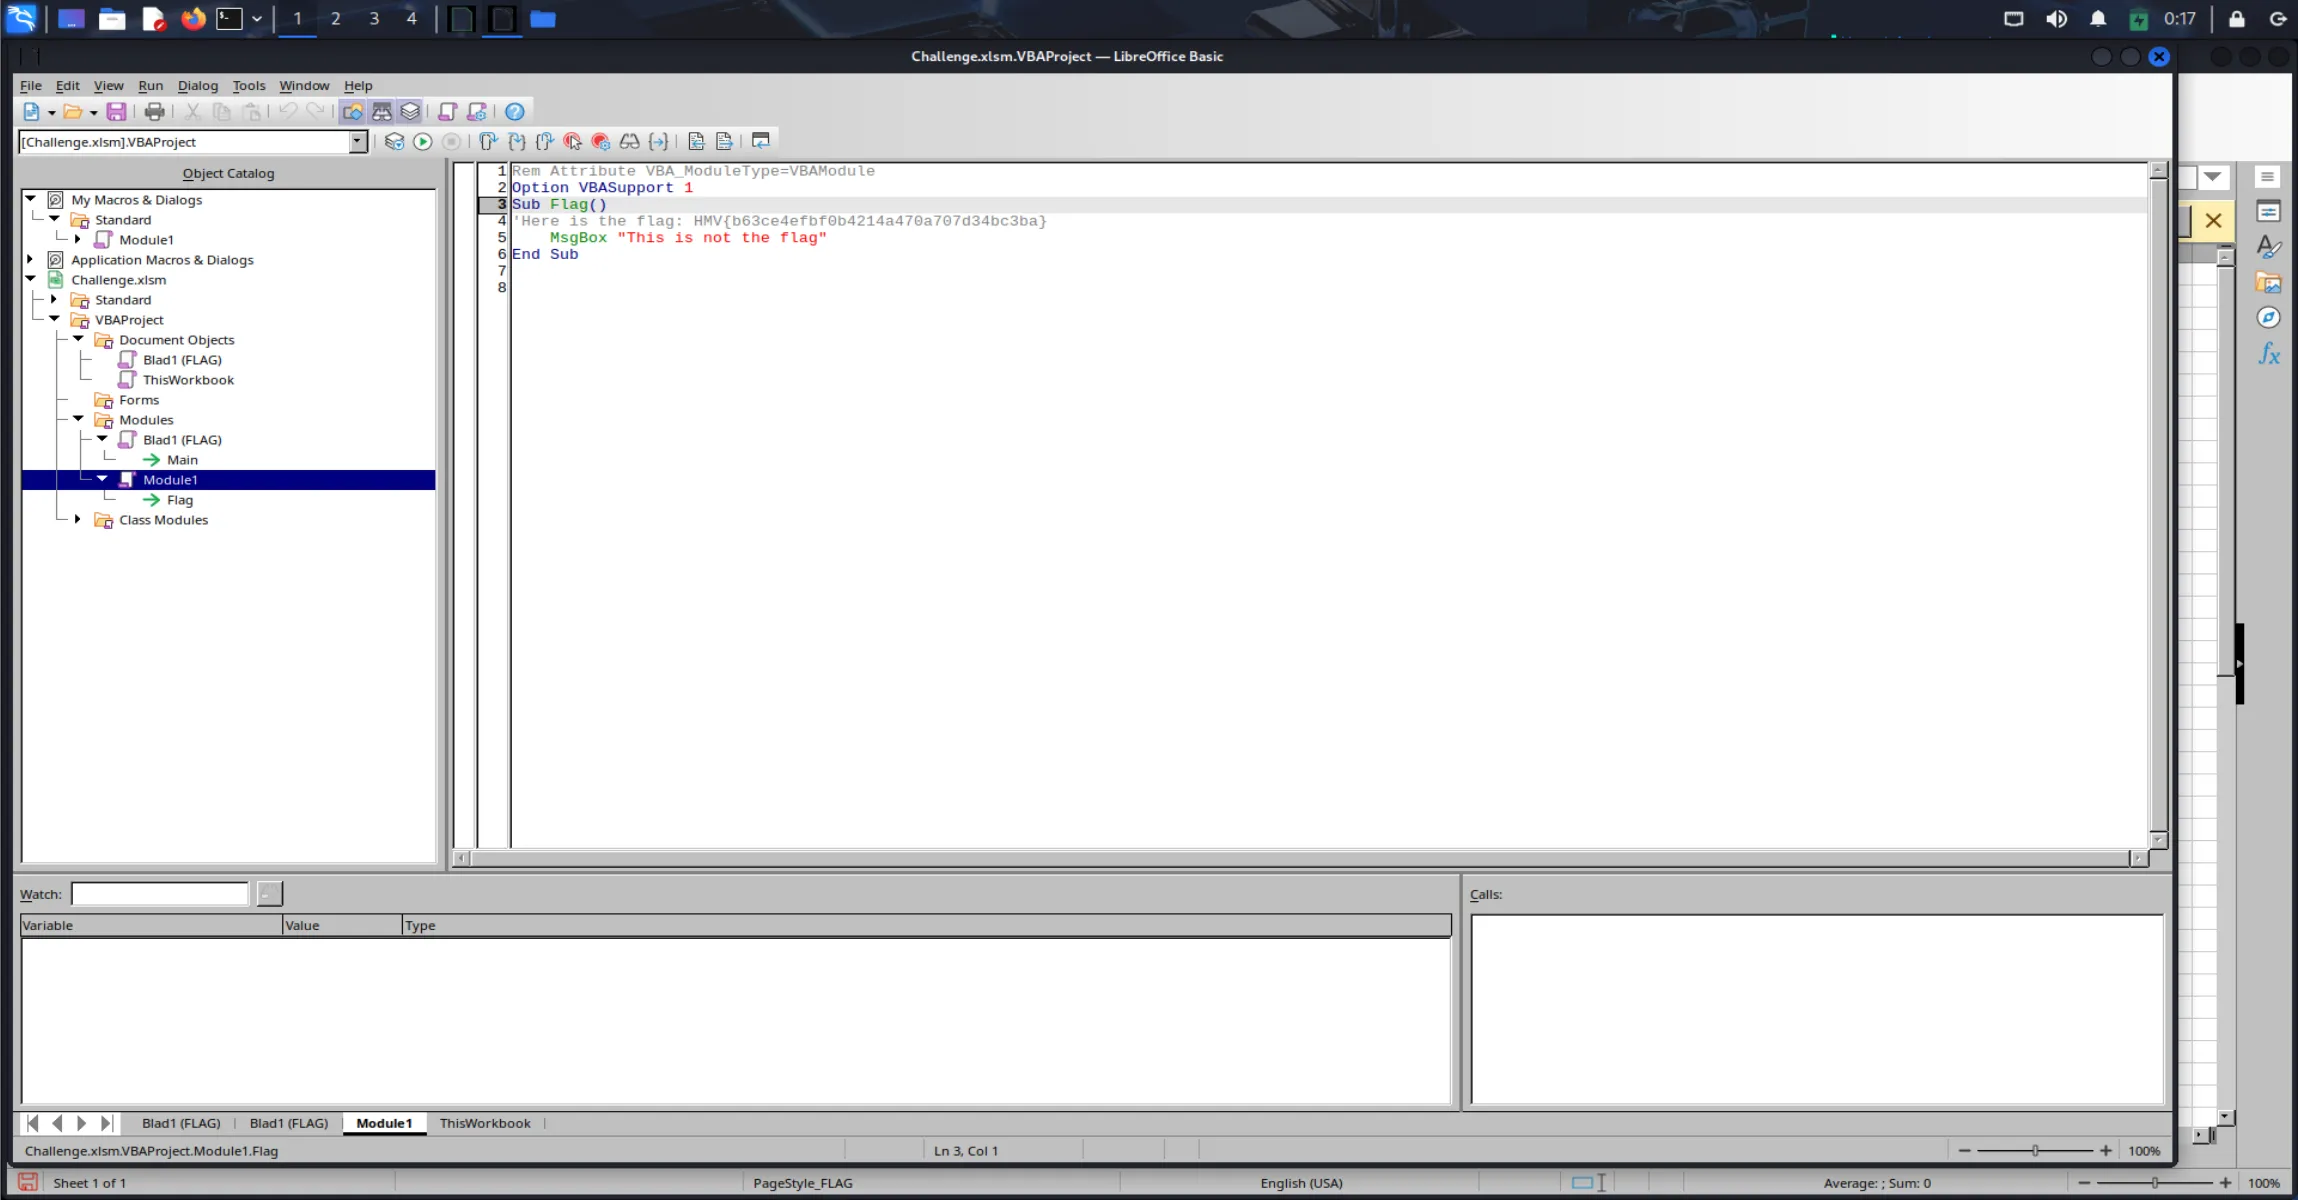 1 2 3 4 0:17
Challenge.xlsm.VBAProject — LibreOffice Basic
File Edit View Run Dialog Tools Window Help
[Challenge.xlsm].VBAProject
Object Catalog
My Macros & Dialogs
Standard
Module1
Application Macros & Dialogs
Challenge.xlsm
Standard
VBAProject
Document Objects
Blad1 (FLAG)
ThisWorkbook
Forms
Modules
Blad1 (FLAG)
Main
Module1
Flag
Class Modules
1 Rem Attribute VBA_ModuleType=VBAModule
2 Option VBASupport 1
3 Sub Flag()
4 'Here is the flag: HMV{b63ce4efbf0b4214a470a707d34bc3ba}
5 MsgBox "This is not the flag"
6 End Sub
7
8
Watch:
Variable Value Type
Calls:
Blad1 (FLAG) Blad1 (FLAG) Module1 ThisWorkbook
Challenge.xlsm.VBAProject.Module1.Flag Ln 3, Col 1 100%
Sheet 1 of 1 PageStyle_FLAG English (USA) Average: ; Sum: 0 100%